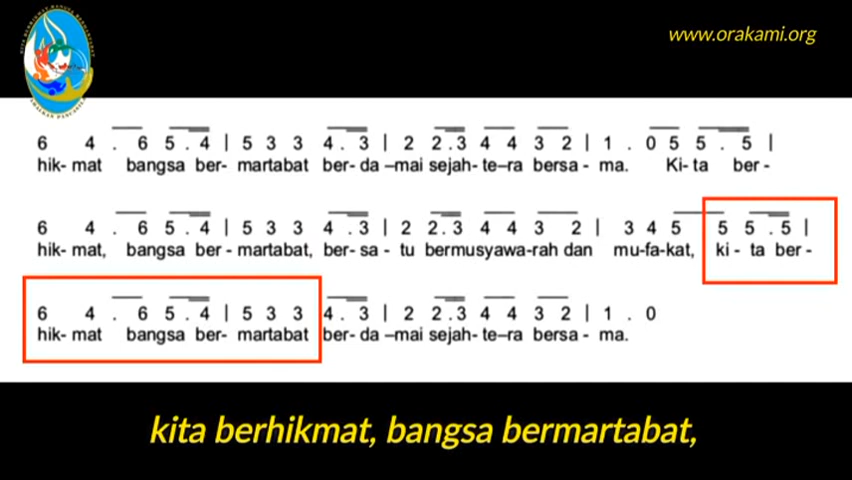 www.orakami.org
6 4 . 6 5 . 4 | 5 3 3 4 . 3 | 2 2.3 4 4 3 2 | 1 . 0 5 5 . 5 |
hik- mat bangsa ber- martabat ber- da –mai sejah- te–ra bersa - ma. Ki- ta ber -
6 4 . 6 5 . 4 | 5 3 3 4 . 3 | 2 2.3 4 4 3 2 | 3 4 5 5 5 . 5 |
hik- mat, bangsa ber - martabat, ber- sa - tu bermusyawa-rah dan mu-fa-kat, ki - ta ber -
6 4 . 6 5 . 4 | 5 3 3 4 . 3 | 2 2.3 4 4 3 2 | 1 . 0
hik- mat bangsa ber- martabat ber- da –mai sejah- te–ra bersa - ma.
kita berhikmat, bangsa bermartabat,